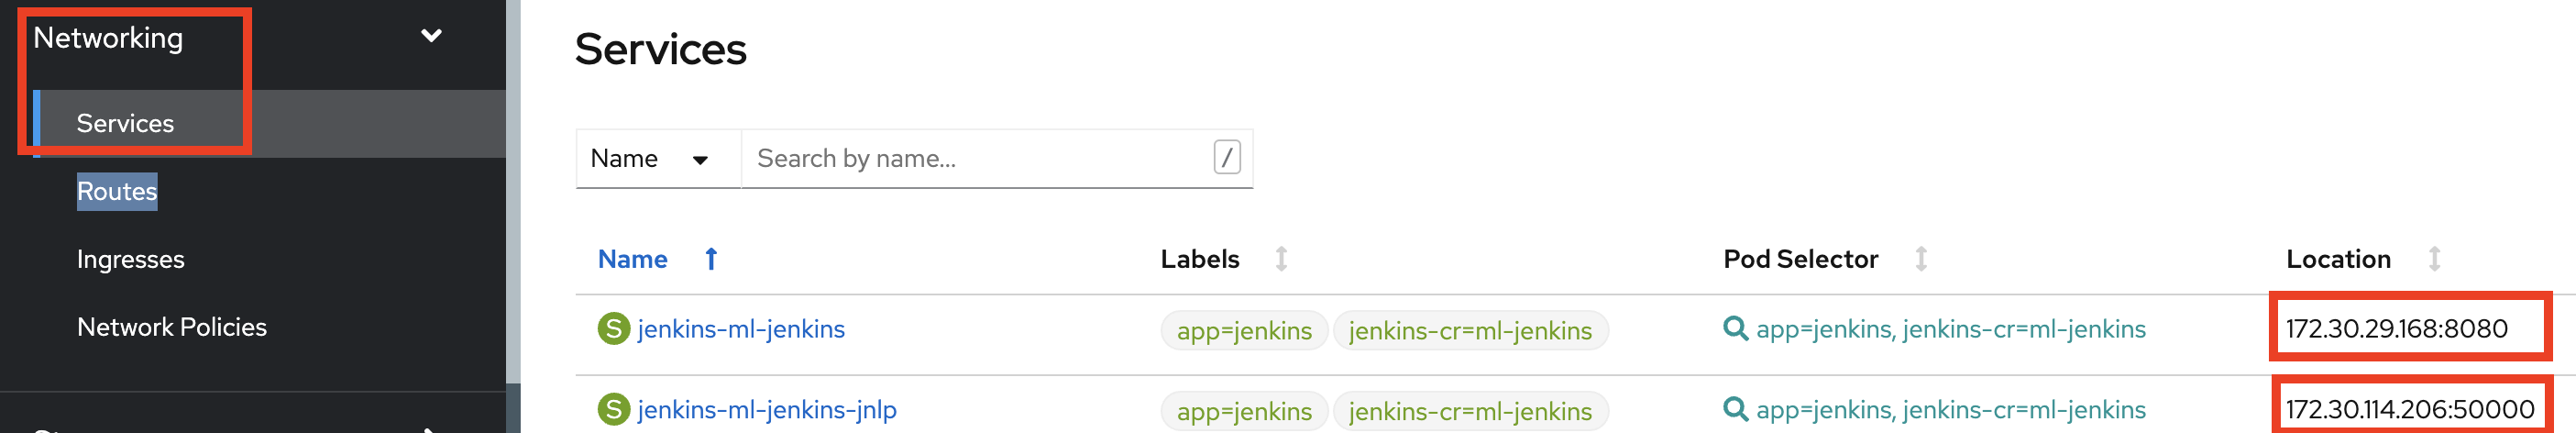 Networking
Services
Routes
Ingresses
Network Policies
Services
Name Search by name... /
Name Labels Pod Selector Location
S jenkins-ml-jenkins app=jenkins jenkins-cr=ml-jenkins app=jenkins, jenkins-cr=ml-jenkins 172.30.29.168:8080
S jenkins-ml-jenkins-jnlp app=jenkins jenkins-cr=ml-jenkins app=jenkins, jenkins-cr=ml-jenkins 172.30.114.206:50000